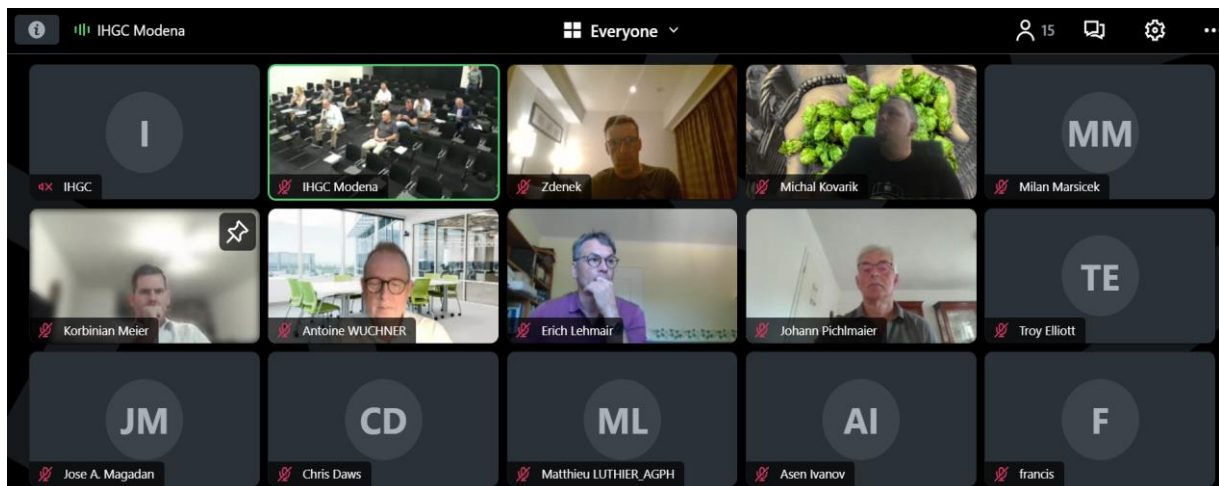 IHGC Modena
Everyone
15
I
IHGC
IHGC Modena
Zdenek
Michal Kovarik
MM
Milan Marsicek
Korbinian Meier
Antoine WUCHNER
Erich Lehmair
Johann Pichlmaier
TE
Troy Elliott
JM
Jose A. Magadan
CD
Chris Daws
ML
Matthieu LUTHIER_AGPH
AI
Asen Ivanov
F
francis